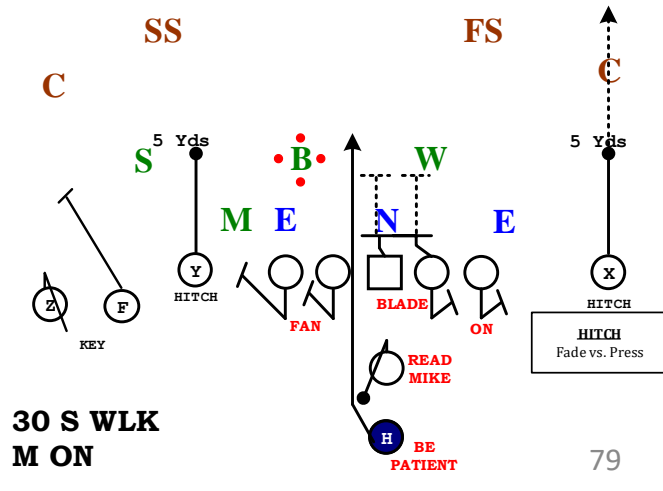 SS FS
C C
5 Yds 5 Yds
S B W
M E N E
Y X
HITCH HITCH
Z F BLADE
FAN ON
KEY
HITCH
Fade vs. Press
READ
MIKE
30 S WLK
M ON
H BE
PATIENT
79